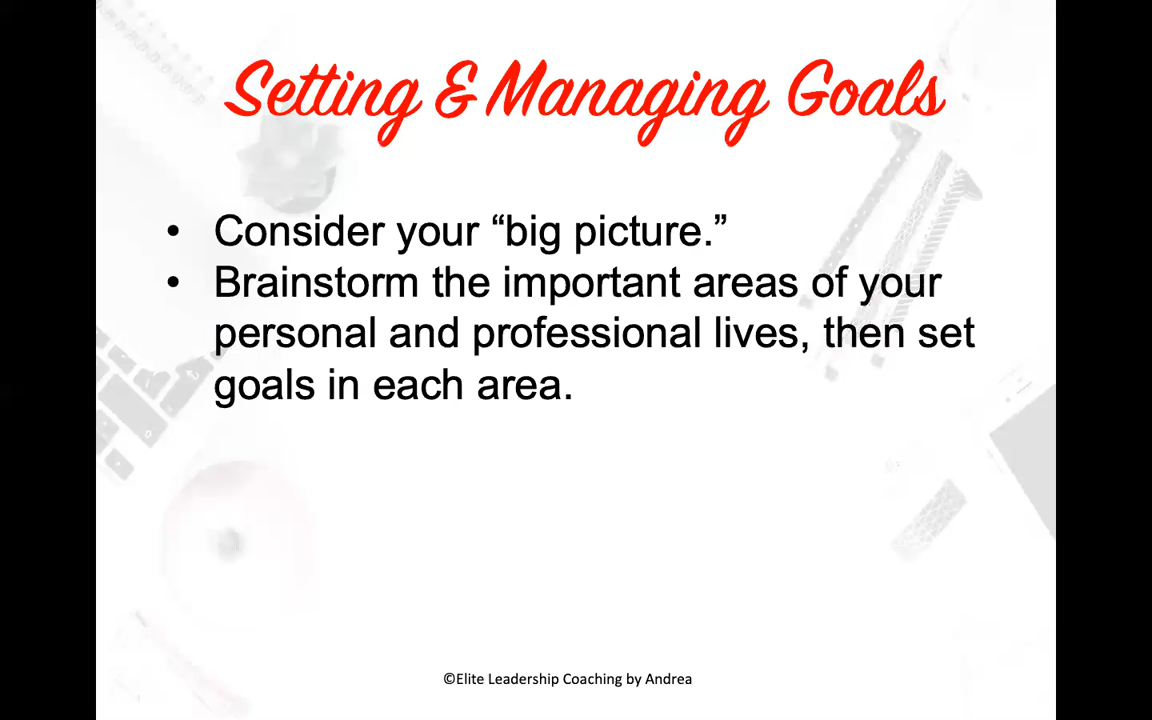 Setting & Managing Goals
• Consider your “big picture.”
• Brainstorm the important areas of your
personal and professional lives, then set
goals in each area.
©Elite Leadership Coaching by Andrea